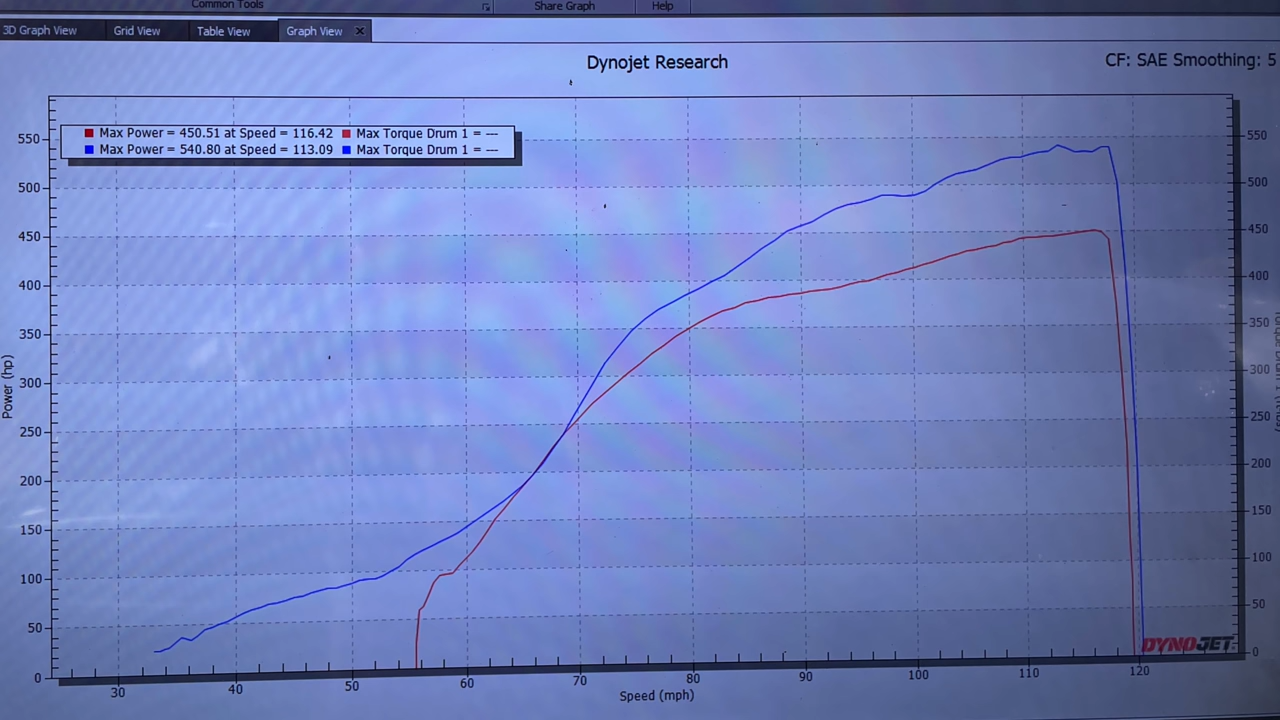 Common Tools
Share Graph
Help
3D Graph View
Grid View
Table View
Graph View
Dynojet Research
CF: SAE Smoothing: 5
Max Power = 450.51 at Speed = 116.42 Max Torque Drum 1 = ---
Max Power = 540.80 at Speed = 113.09 Max Torque Drum 1 = ---
550
500
450
400
350
300
250
200
150
100
50
0
Power (hp)
550
500
450
400
350
300
250
200
150
100
50
0
DYNOJET
30 40 50 60 70 80 90 100 110 120
Speed (mph)